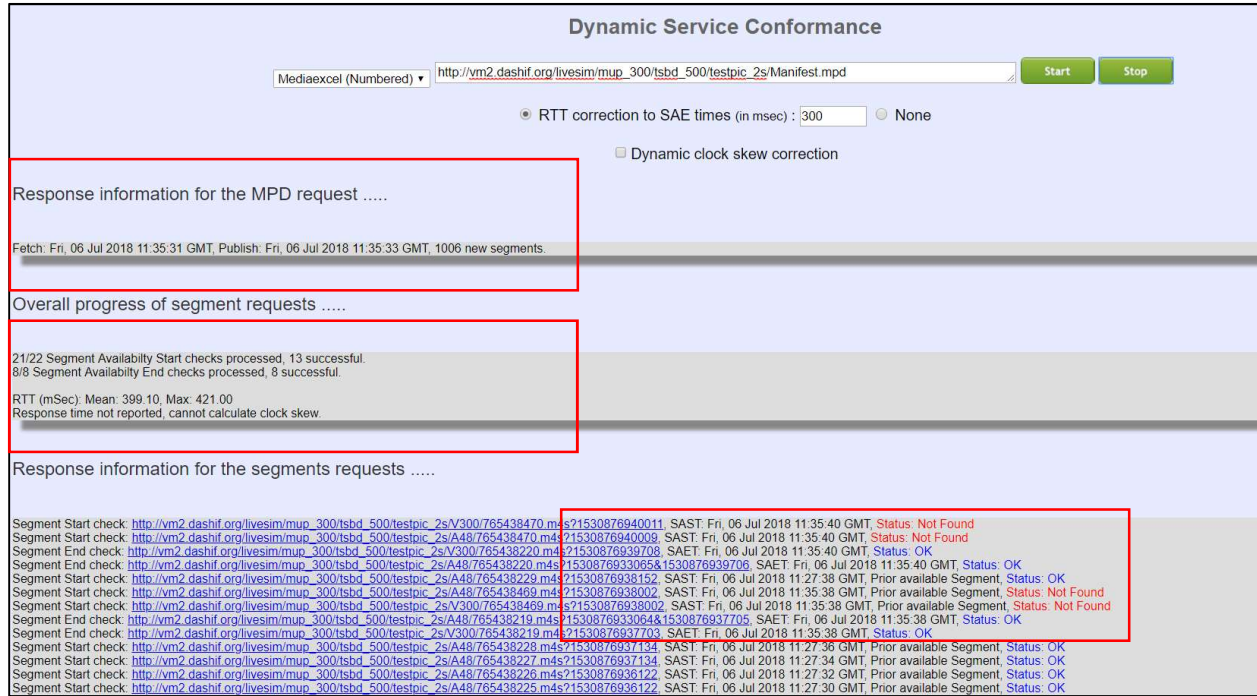 Dynamic Service Conformance
Mediaexcel (Numbered) http://vm2.dashif.org/livesim/mup_300/tsbd_500/testpic_2s/Manifest.mpd Start Stop
RTT correction to SAE times (in msec) : 300 None
Dynamic clock skew correction
Response information for the MPD request .....
Fetch: Fri, 06 Jul 2018 11:35:31 GMT, Publish: Fri, 06 Jul 2018 11:35:33 GMT, 1006 new segments.
Overall progress of segment requests .....
21/22 Segment Availabilty Start checks processed, 13 successful.
8/8 Segment Availabilty End checks processed, 8 successful.
RTT (mSec): Mean: 399.10, Max: 421.00
Response time not reported, cannot calculate clock skew.
Response information for the segments requests .....
Segment Start check: http://vm2.dashif.org/livesim/mup_300/tsbd_500/testpic_2s/V300/765438470.m4s?1530876940011, SAST: Fri, 06 Jul 2018 11:35:40 GMT, Status: Not Found
Segment Start check: http://vm2.dashif.org/livesim/mup_300/tsbd_500/testpic_2s/A48/765438470.m4s?1530876940009, SAST: Fri, 06 Jul 2018 11:35:40 GMT, Status: Not Found
Segment End check: http://vm2.dashif.org/livesim/mup_300/tsbd_500/testpic_2s/V300/765438220.m4s?1530876939708, SAET: Fri, 06 Jul 2018 11:35:40 GMT, Status: OK
Segment End check: http://vm2.dashif.org/livesim/mup_300/tsbd_500/testpic_2s/A48/765438220.m4s?1530876933065&1530876939706, SAET: Fri, 06 Jul 2018 11:35:40 GMT, Status: OK
Segment Start check: http://vm2.dashif.org/livesim/mup_300/tsbd_500/testpic_2s/A48/765438229.m4s?1530876938152, SAST: Fri, 06 Jul 2018 11:27:38 GMT, Prior available Segment, Status: OK
Segment Start check: http://vm2.dashif.org/livesim/mup_300/tsbd_500/testpic_2s/A48/765438469.m4s?1530876938002, SAST: Fri, 06 Jul 2018 11:35:38 GMT, Prior available Segment, Status: Not Found
Segment Start check: http://vm2.dashif.org/livesim/mup_300/tsbd_500/testpic_2s/V300/765438469.m4s?1530876938002, SAST: Fri, 06 Jul 2018 11:35:38 GMT, Prior available Segment, Status: Not Found
Segment End check: http://vm2.dashif.org/livesim/mup_300/tsbd_500/testpic_2s/A48/765438219.m4s?1530876933064&1530876937705, SAET: Fri, 06 Jul 2018 11:35:38 GMT, Status: OK
Segment End check: http://vm2.dashif.org/livesim/mup_300/tsbd_500/testpic_2s/V300/765438219.m4s?1530876937703, SAET: Fri, 06 Jul 2018 11:35:38 GMT, Status: OK
Segment Start check: http://vm2.dashif.org/livesim/mup_300/tsbd_500/testpic_2s/A48/765438228.m4s?1530876937134, SAST: Fri, 06 Jul 2018 11:27:36 GMT, Prior available Segment, Status: OK
Segment Start check: http://vm2.dashif.org/livesim/mup_300/tsbd_500/testpic_2s/A48/765438227.m4s?1530876937134, SAST: Fri, 06 Jul 2018 11:27:34 GMT, Prior available Segment, Status: OK
Segment Start check: http://vm2.dashif.org/livesim/mup_300/tsbd_500/testpic_2s/A48/765438226.m4s?1530876936122, SAST: Fri, 06 Jul 2018 11:27:32 GMT, Prior available Segment, Status: OK
Segment Start check: http://vm2.dashif.org/livesim/mup_300/tsbd_500/testpic_2s/A48/765438225.m4s?1530876936122, SAST: Fri, 06 Jul 2018 11:27:30 GMT, Prior available Segment, Status: OK